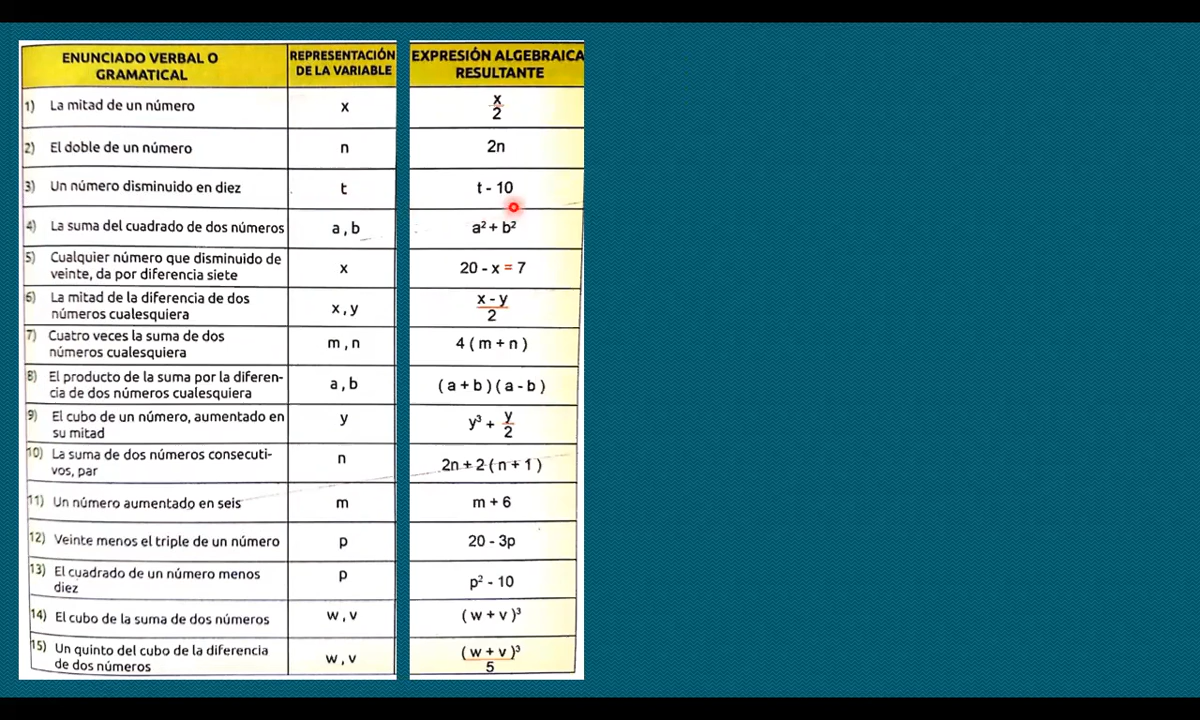 ENUNCIADO VERBAL O
GRAMATICAL
REPRESENTACIÓN
DE LA VARIABLE
EXPRESIÓN ALGEBRAICA
RESULTANTE
1) La mitad de un número
x
x/2
2) El doble de un número
n
2n
3) Un número disminuido en diez
t
t - 10
4) La suma del cuadrado de dos números
a , b
a² + b²
5) Cualquier número que disminuido de
veinte, da por diferencia siete
x
20 - x = 7
6) La mitad de la diferencia de dos
números cualesquiera
x , y
x - y
2
7) Cuatro veces la suma de dos
números cualesquiera
m , n
4 ( m + n )
8) El producto de la suma por la diferen-
cia de dos números cualesquiera
a , b
( a + b ) ( a - b )
9) El cubo de un número, aumentado en
su mitad
y
y³ + y/2
10) La suma de dos números consecuti-
vos, par
n
2n + 2 ( n + 1 )
11) Un número aumentado en seis
m
m + 6
12) Veinte menos el triple de un número
p
20 - 3p
13) El cuadrado de un número menos
diez
p
p² - 10
14) El cubo de la suma de dos números
w , v
( w + v )³
15) Un quinto del cubo de la diferencia
de dos números
w , v
( w + v )³
5